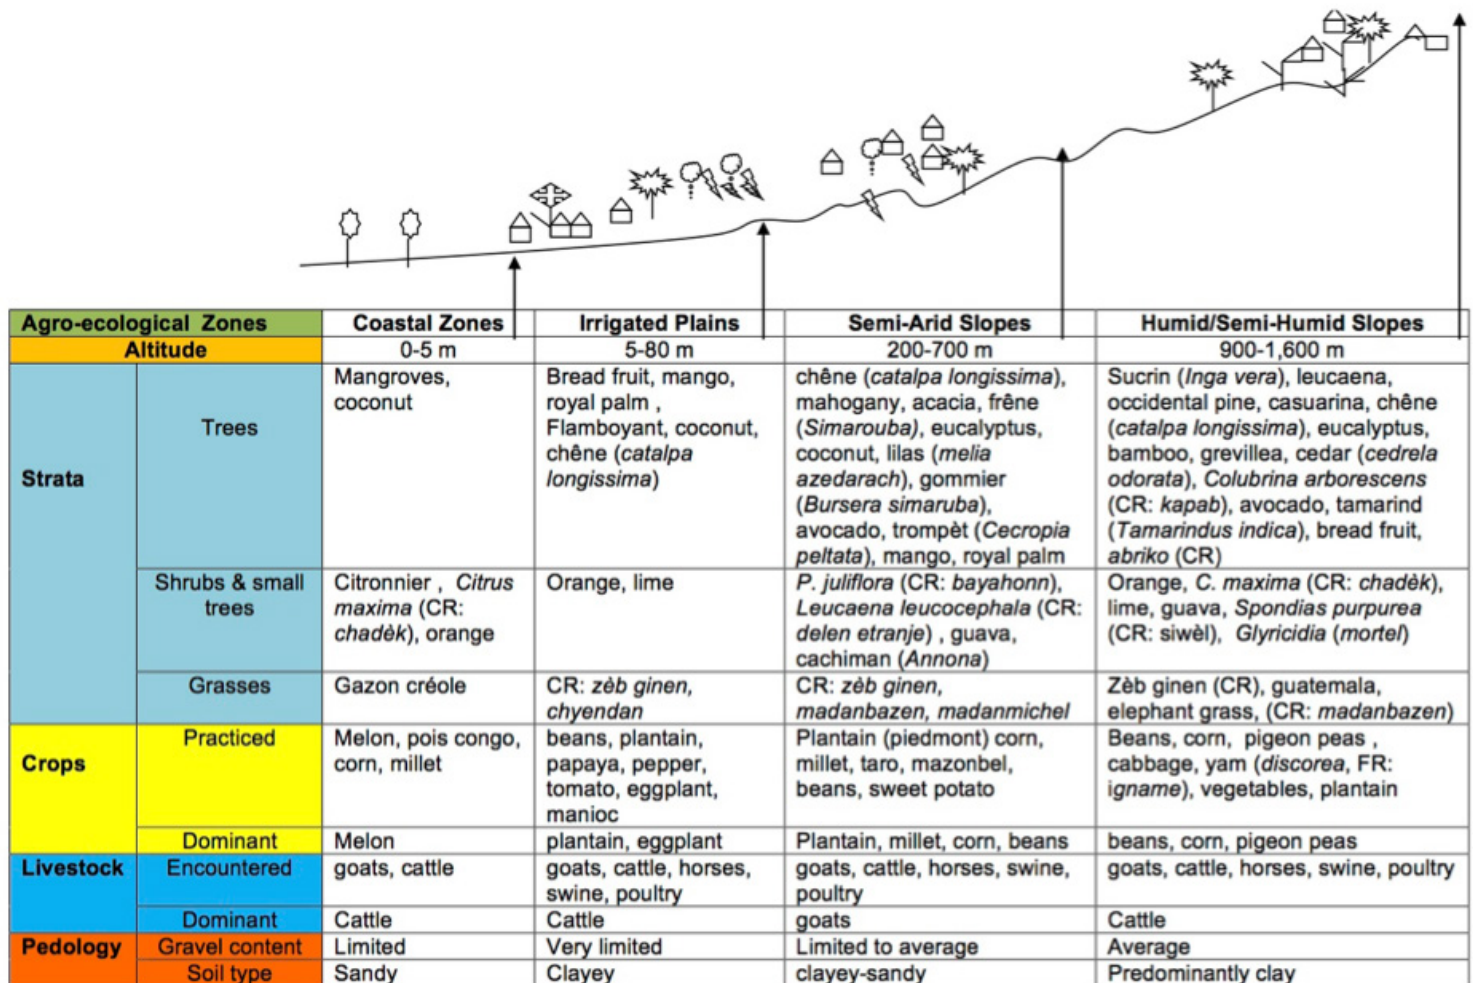 Agro-ecological Zones
Coastal Zones
Irrigated Plains
Semi-Arid Slopes
Humid/Semi-Humid Slopes
Altitude
0-5 m
5-80 m
200-700 m
900-1,600 m
Strata
Trees
Mangroves,
coconut
Bread fruit, mango,
royal palm ,
Flamboyant, coconut,
chêne (catalpa
longissima)
chêne (catalpa longissima),
mahogany, acacia, frêne
(Simarouba), eucalyptus,
coconut, lilas (melia
azedarach), gommier
(Bursera simaruba),
avocado, trompèt (Cecropia
peltata), mango, royal palm
Sucrin (Inga vera), leucaena,
occidental pine, casuarina, chêne
(catalpa longissima), eucalyptus,
bamboo, grevillea, cedar (cedrela
odorata), Colubrina arborescens
(CR: kapab), avocado, tamarind
(Tamarindus indica), bread fruit,
abriko (CR)
Shrubs & small
trees
Citronnier , Citrus
maxima (CR:
chadèk), orange
Orange, lime
P. juliflora (CR: bayahonn),
Leucaena leucocephala (CR:
delen etranje) , guava,
cachiman (Annona)
Orange, C. maxima (CR: chadèk),
lime, guava, Spondias purpurea
(CR: siwèl), Glyricidia (mortel)
Grasses
Gazon créole
CR: zèb ginen,
chyendan
CR: zèb ginen,
madanbazen, madanmichel
Zèb ginen (CR), guatemala,
elephant grass, (CR: madanbazen)
Crops
Practiced
Melon, pois congo,
corn, millet
beans, plantain,
papaya, pepper,
tomato, eggplant,
manioc
Plantain (piedmont) corn,
millet, taro, mazonbel,
beans, sweet potato
Beans, corn, pigeon peas ,
cabbage, yam (discorea, FR:
igname), vegetables, plantain
Dominant
Melon
plantain, eggplant
Plantain, millet, corn, beans
beans, corn, pigeon peas
Livestock
Encountered
goats, cattle
goats, cattle, horses,
swine, poultry
goats, cattle, horses, swine,
poultry
goats, cattle, horses, swine, poultry
Dominant
Cattle
Cattle
goats
Cattle
Pedology
Gravel content
Limited
Very limited
Limited to average
Average
Soil type
Sandy
Clayey
clayey-sandy
Predominantly clay